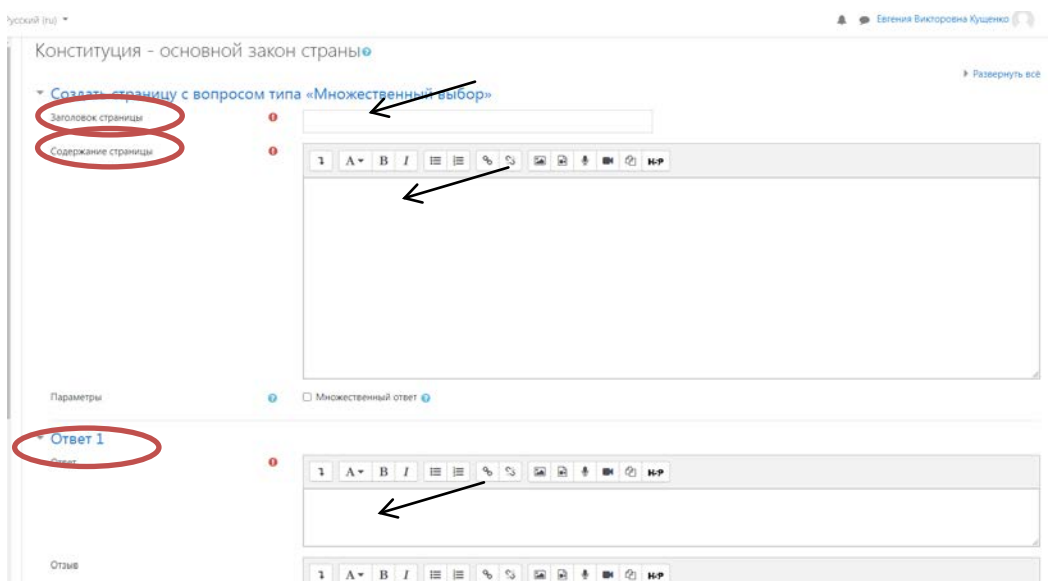 Русский (ru)
Евгения Викторовна Кущенко
Конституция - основной закон страны
Развернуть всё
Создать страницу с вопросом типа «Множественный выбор»
Заголовок страницы
Содержание страницы
A B I H-P
Параметры
Множественный ответ
Ответ 1
Ответ
A B I H-P
Отзыв
A B I H-P